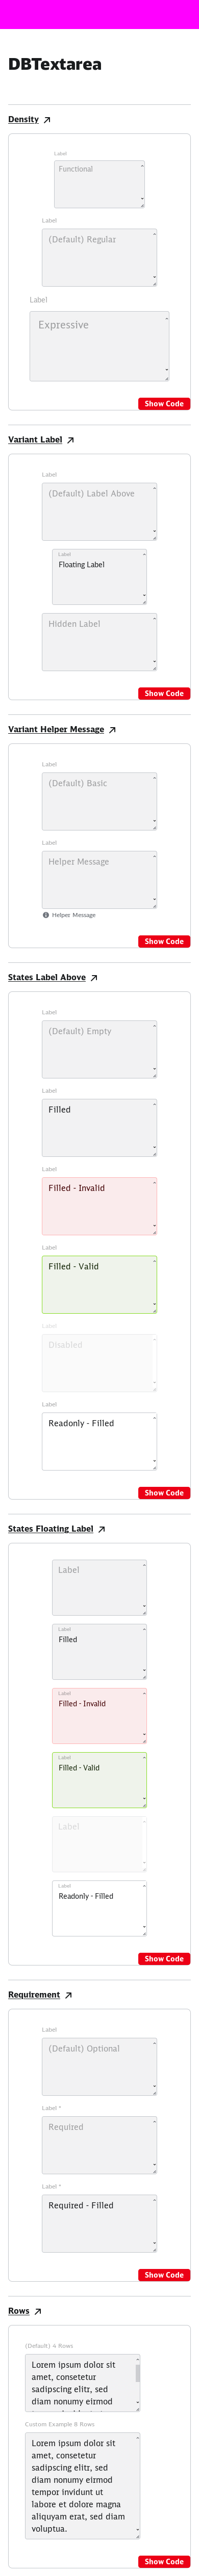 DBTextarea
Density
Label
Functional
Label
(Default) Regular
Label
Expressive
Show Code
Variant Label
Label
(Default) Label Above
Label
Floating Label
Hidden Label
Show Code
Variant Helper Message
Label
(Default) Basic
Label
Helper Message
Helper Message
Show Code
States Label Above
Label
(Default) Empty
Label
Filled
Label
Filled - Invalid
Label
Filled - Valid
Label
Disabled
Label
Readonly - Filled
Show Code
States Floating Label
Label
Label
Filled
Label
Filled - Invalid
Label
Filled - Valid
Label
Label
Readonly - Filled
Show Code
Requirement
Label
(Default) Optional
Label *
Required
Label *
Required - Filled
Show Code
Rows
(Default) 4 Rows
Lorem ipsum dolor sit
amet, consetetur
sadipscing elitr, sed
diam nonumy eirmod
Custom Example 8 Rows
Lorem ipsum dolor sit
amet, consetetur
sadipscing elitr, sed
diam nonumy eirmod
tempor invidunt ut
labore et dolore magna
aliquyam erat, sed diam
voluptua.
Show Code